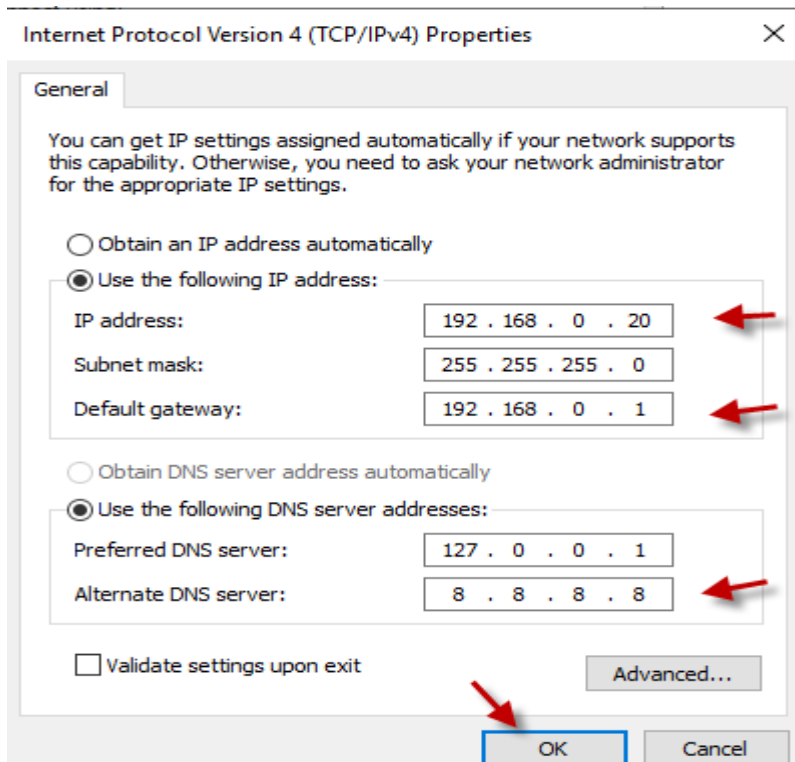 Internet Protocol Version 4 (TCP/IPv4) Properties
General
You can get IP settings assigned automatically if your network supports
this capability. Otherwise, you need to ask your network administrator
for the appropriate IP settings.
Obtain an IP address automatically
Use the following IP address:
IP address: 192 . 168 . 0 . 20
Subnet mask: 255 . 255 . 255 . 0
Default gateway: 192 . 168 . 0 . 1
Obtain DNS server address automatically
Use the following DNS server addresses:
Preferred DNS server: 127 . 0 . 0 . 1
Alternate DNS server: 8 . 8 . 8 . 8
Validate settings upon exit
Advanced...
OK Cancel